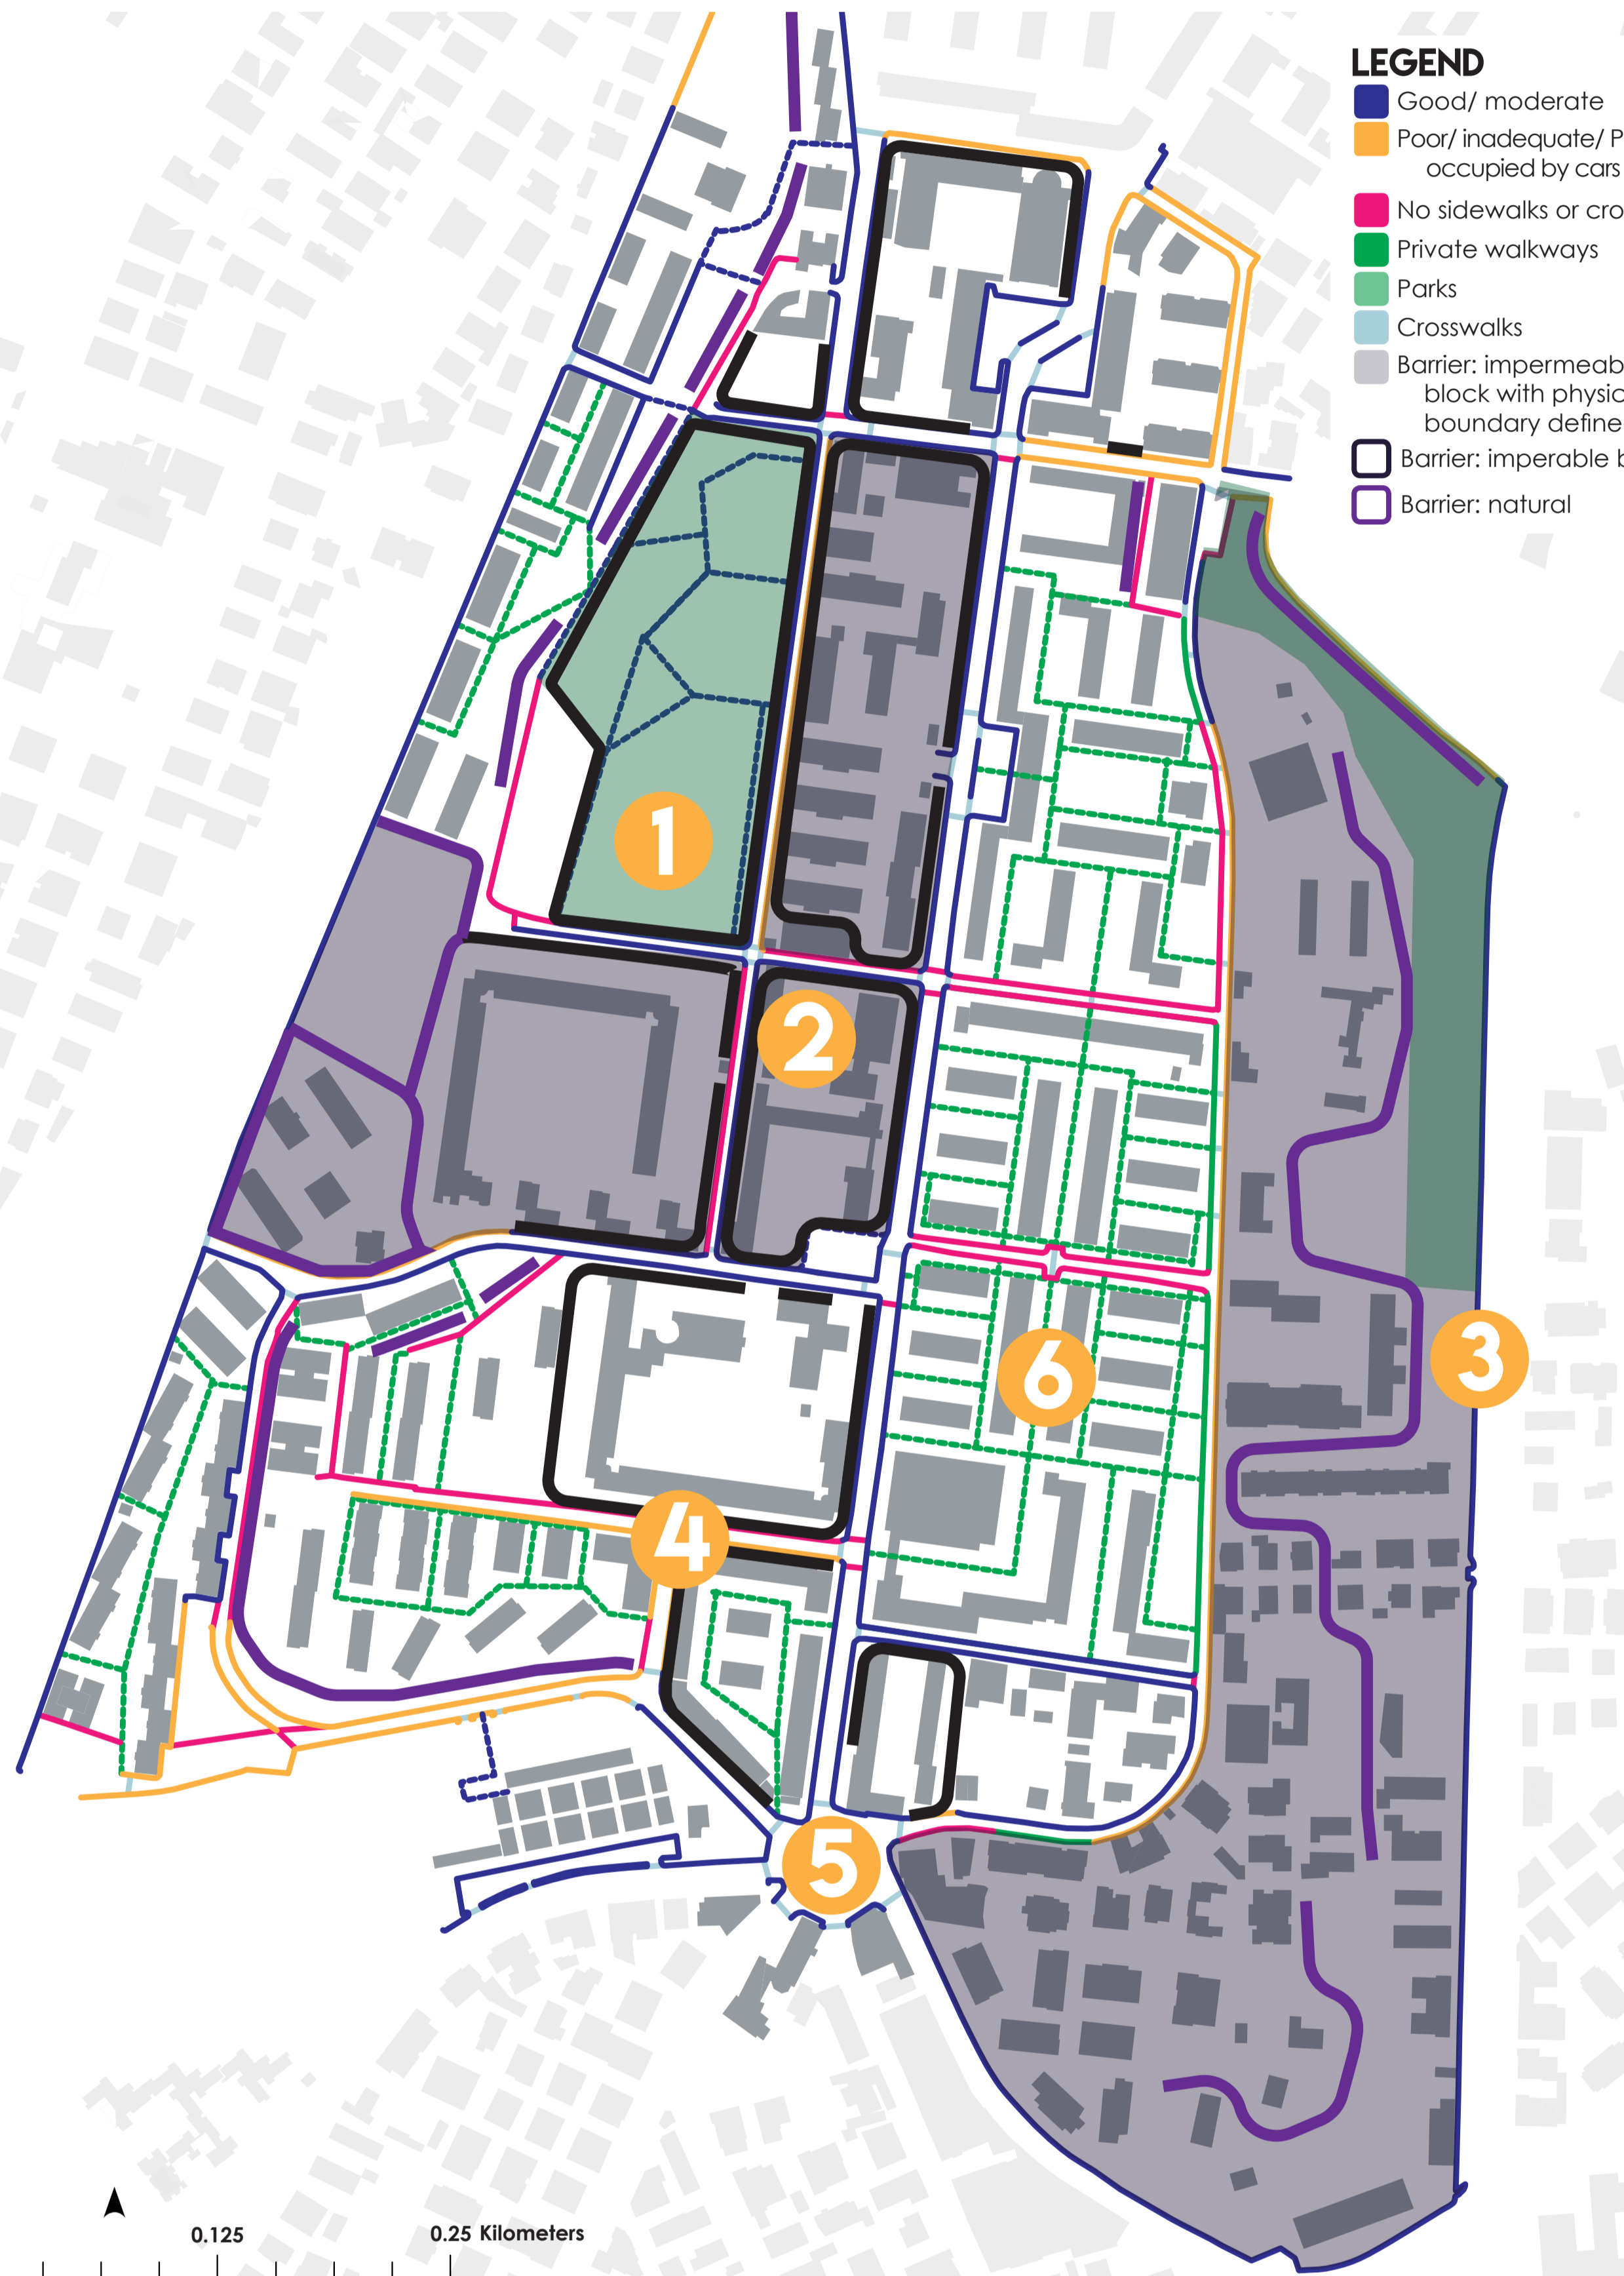 LEGEND
Good/ moderate
Poor/ inadequate/ P
occupied by cars
No sidewalks or cro
Private walkways
Parks
Crosswalks
Barrier: impermeab
block with physic
boundary define
Barrier: imperable b
Barrier: natural
1
2
3
6
4
5
0.125
0.25 Kilometers